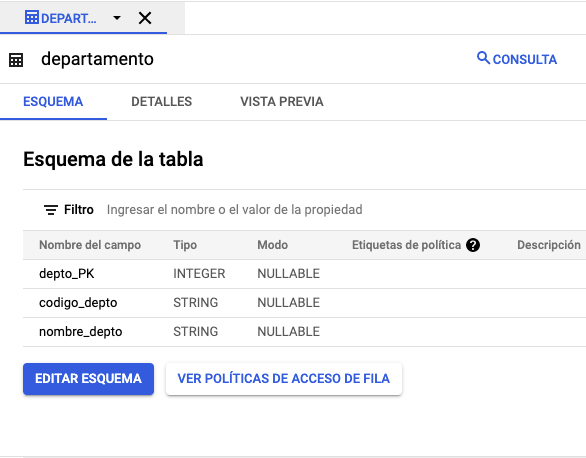 DEPART...
departamento
CONSULTA
ESQUEMA DETALLES VISTA PREVIA
Esquema de la tabla
Filtro Ingresar el nombre o el valor de la propiedad
Nombre del campo Tipo Modo Etiquetas de política ? Descripción
depto_PK INTEGER NULLABLE
codigo_depto STRING NULLABLE
nombre_depto STRING NULLABLE
EDITAR ESQUEMA VER POLÍTICAS DE ACCESO DE FILA